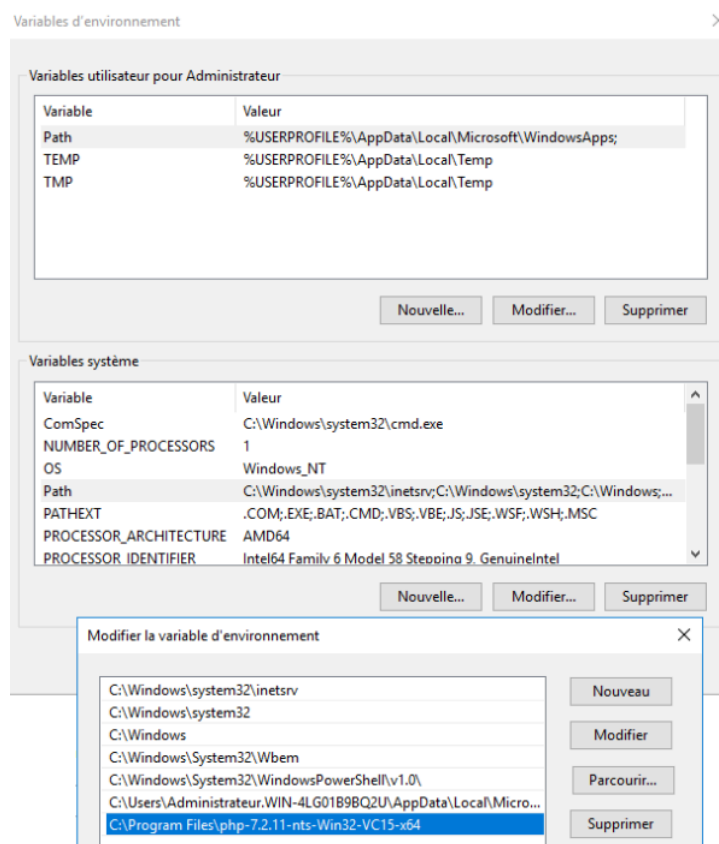 Variables d'environnement
Variables utilisateur pour Administrateur
Variable Valeur
Path %USERPROFILE%\AppData\Local\Microsoft\WindowsApps;
TEMP %USERPROFILE%\AppData\Local\Temp
TMP %USERPROFILE%\AppData\Local\Temp
Nouvelle... Modifier... Supprimer
Variables système
Variable Valeur
ComSpec C:\Windows\system32\cmd.exe
NUMBER_OF_PROCESSORS 1
OS Windows_NT
Path C:\Windows\system32\inetsrv;C:\Windows\system32;C:\Windows;...
PATHEXT .COM;.EXE;.BAT;.CMD;.VBS;.VBE;.JS;.JSE;.WSF;.WSH;.MSC
PROCESSOR_ARCHITECTURE AMD64
PROCESSOR_IDENTIFIER Intel64 Family 6 Model 58 Stepping 9, GenuineIntel
Nouvelle... Modifier... Supprimer
Modifier la variable d'environnement
C:\Windows\system32\inetsrv Nouveau
C:\Windows\system32
C:\Windows Modifier
C:\Windows\System32\Wbem
C:\Windows\System32\WindowsPowerShell\v1.0\ Parcourir...
C:\Users\Administrateur.WIN-4LG01B9BQ2U\AppData\Local\Micro...
C:\Program Files\php-7.2.11-nts-Win32-VC15-x64 Supprimer